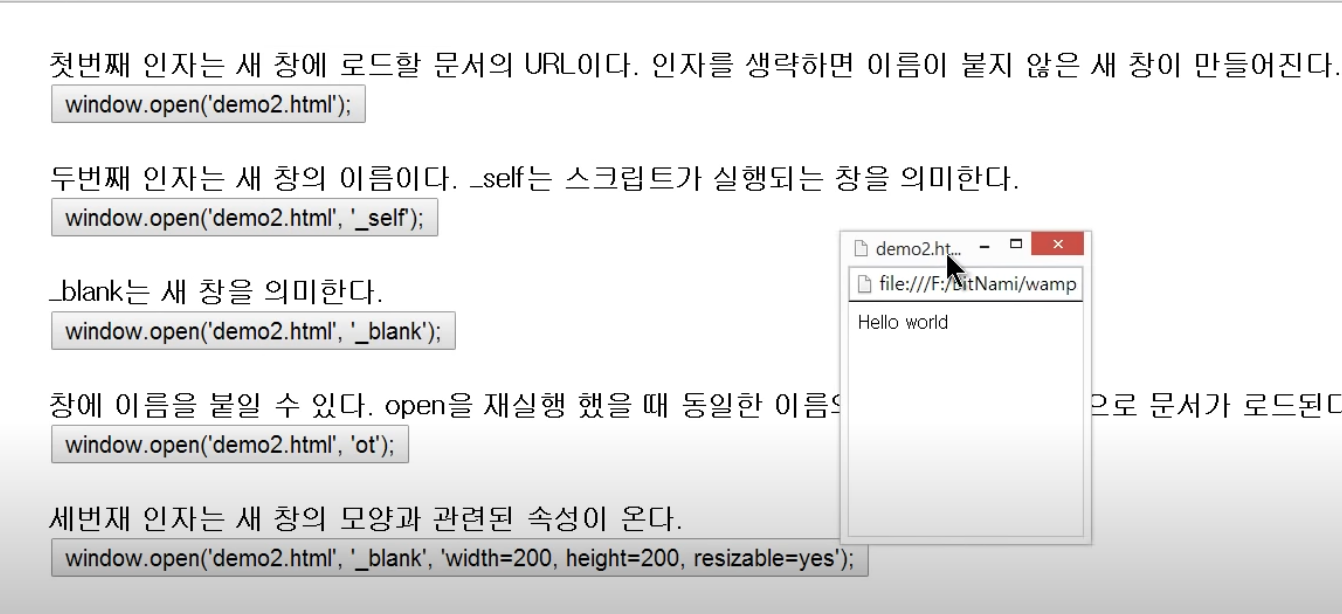 첫번째 인자는 새 창에 로드할 문서의 URL이다. 인자를 생략하면 이름이 붙지 않은 새 창이 만들어진다.
window.open('demo2.html');
두번째 인자는 새 창의 이름이다. _self는 스크립트가 실행되는 창을 의미한다.
window.open('demo2.html', '_self');
_blank는 새 창을 의미한다.
window.open('demo2.html', '_blank');
창에 이름을 붙일 수 있다. open을 재실행 했을 때 동일한 이름으 으로 문서가 로드된다
window.open('demo2.html', 'ot');
세번재 인자는 새 창의 모양과 관련된 속성이 온다.
window.open('demo2.html', '_blank', 'width=200, height=200, resizable=yes');
demo2.ht...
file:///F:/BitNami/wamp
Hello world